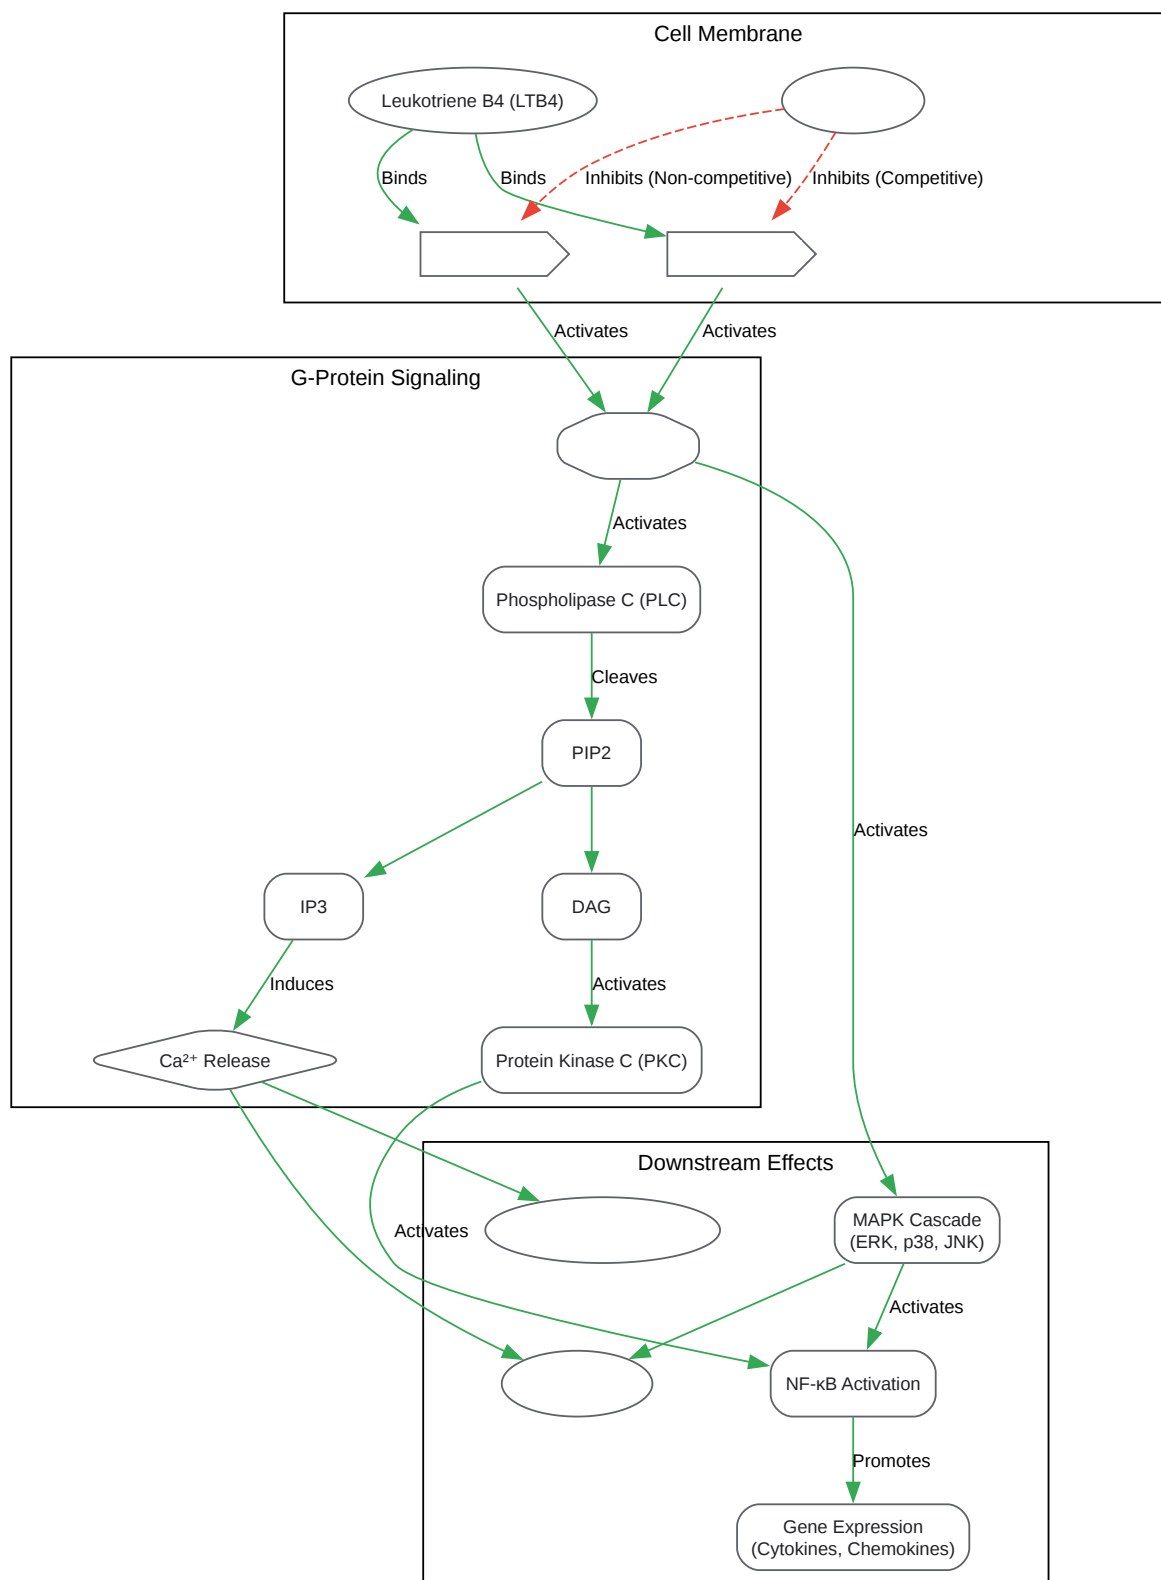 Cell Membrane
Leukotriene B4 (LTB4)
Binds
Binds
Inhibits (Non-competitive)
Inhibits (Competitive)
Activates
Activates
G-Protein Signaling
Activates
Phospholipase C (PLC)
Cleaves
PIP2
Activates
IP3
DAG
Induces
Activates
Ca²⁺ Release
Protein Kinase C (PKC)
Downstream Effects
Activates
MAPK Cascade
(ERK, p38, JNK)
Activates
NF-κB Activation
Promotes
Gene Expression
(Cytokines, Chemokines)